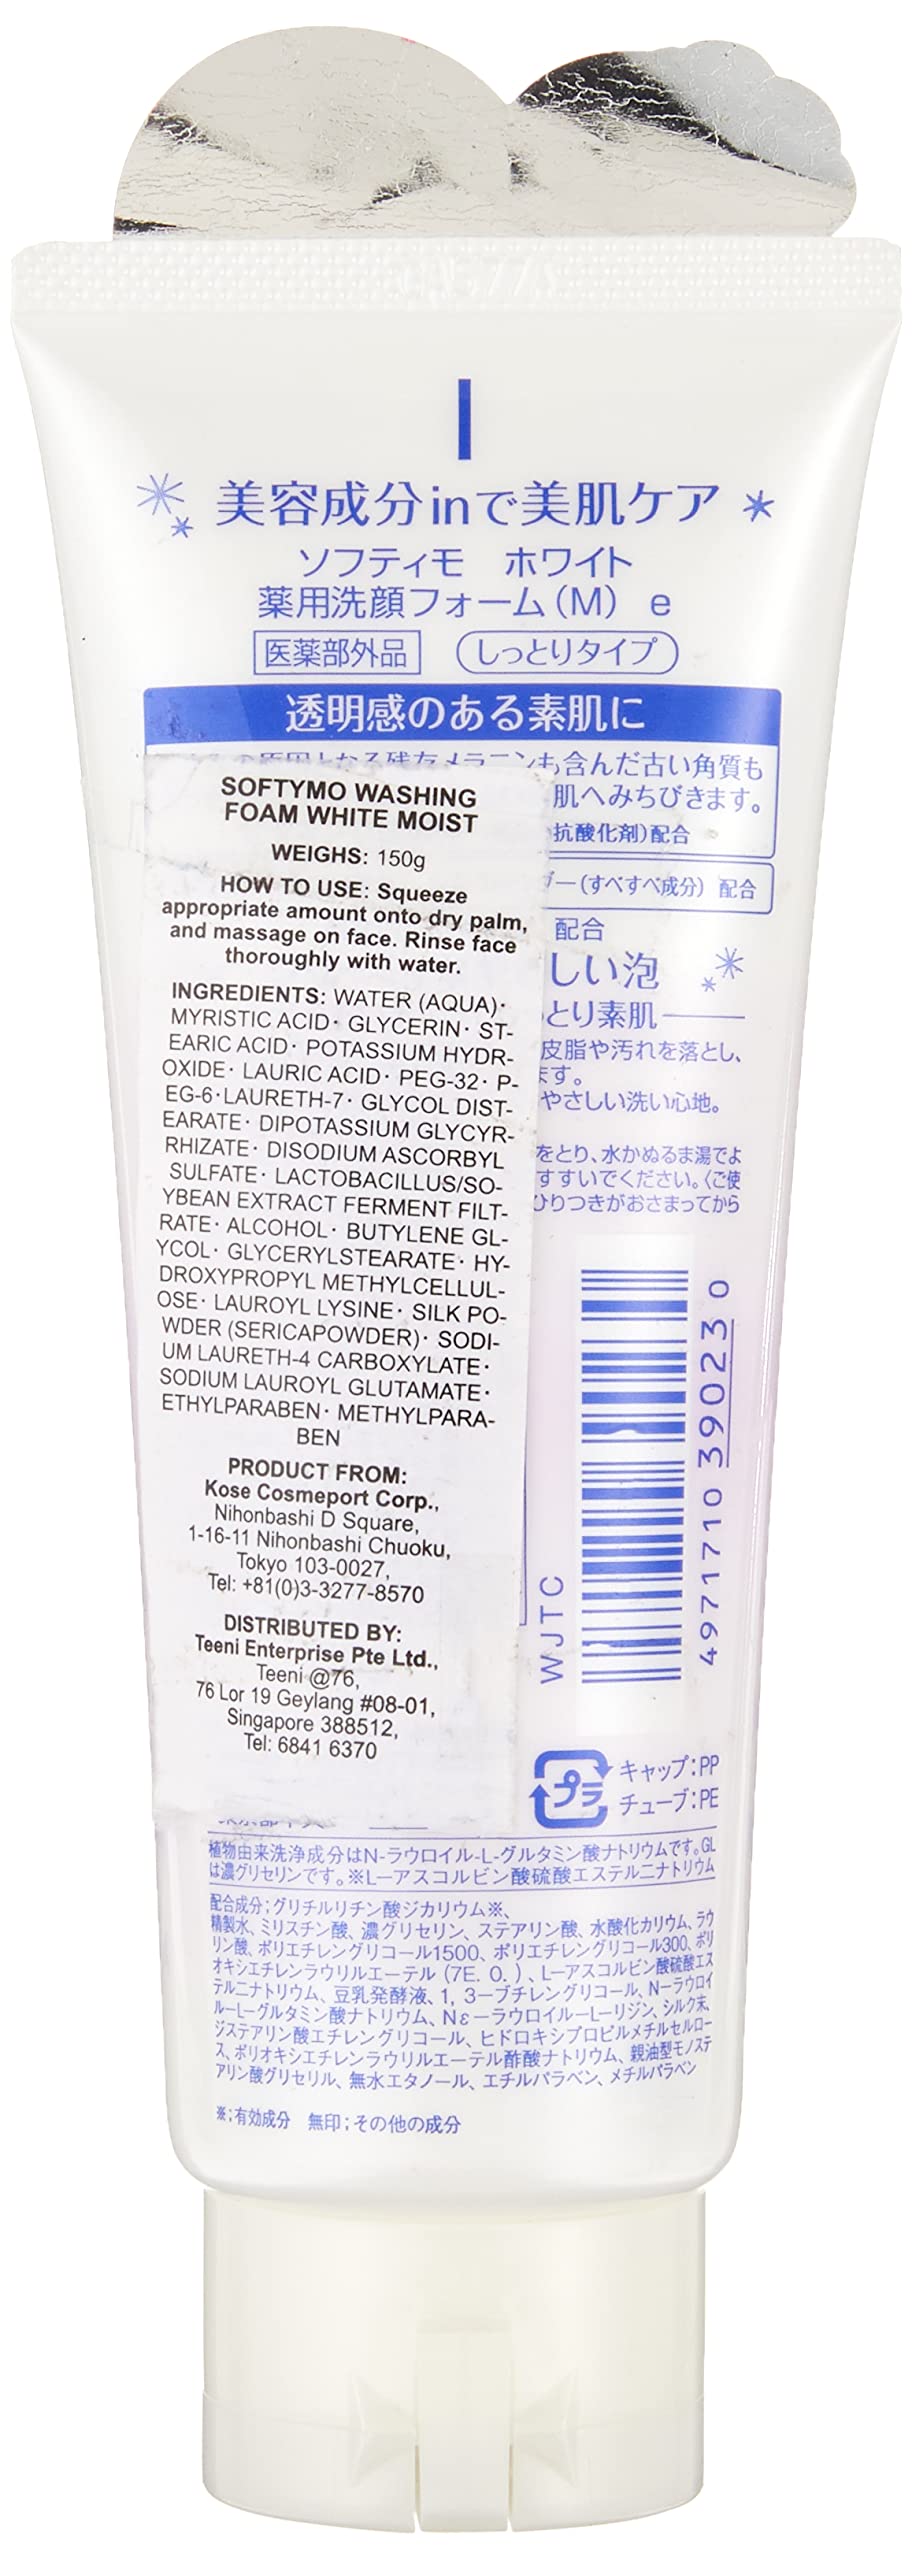 美容成分inで美肌ケア
ソフティモ ホワイト
薬用洗顔フォーム(M) e
医薬部外品 しっとりタイプ
透明感のある素肌に
の原因となる残存メラニンも含んだ古い角質も
肌へみちびきます。
抗酸化剤)配合
ー(すべすべ成分) 配合
配合
しい泡
とり素肌
皮脂や汚れを落とし、
ます。
やさしい洗い心地。
をとり、水かぬるま湯でよ
すすいでください。〈ご使
ひりつきがおさまってから
SOFTYMO WASHING
FOAM WHITE MOIST
WEIGHS: 150g
HOW TO USE: Squeeze
appropriate amount onto dry palm,
and massage on face. Rinse face
thoroughly with water.
INGREDIENTS: WATER (AQUA)·
MYRISTIC ACID· GLYCERIN· ST-
EARIC ACID· POTASSIUM HYDR-
OXIDE· LAURIC ACID· PEG-32· P-
EG-6·LAURETH-7· GLYCOL DIST-
EARATE· DIPOTASSIUM GLYCYR-
RHIZATE· DISODIUM ASCORBYL
SULFATE· LACTOBACILLUS/SO-
YBEAN EXTRACT FERMENT FILT-
RATE· ALCOHOL· BUTYLENE GL-
YCOL· GLYCERYLSTEARATE· HY-
DROXYPROPYL METHYLCELLUL-
OSE· LAUROYL LYSINE· SILK PO-
WDER (SERICAPOWDER)· SODI-
UM LAURETH-4 CARBOXYLATE·
SODIUM LAUROYL GLUTAMATE·
ETHYLPARABEN· METHYLPARA-
BEN
PRODUCT FROM:
Kose Cosmeport Corp.,
Nihonbashi D Square,
1-16-11 Nihonbashi Chuoku,
Tokyo 103-0027,
Tel: +81(0)3-3277-8570
DISTRIBUTED BY:
Teeni Enterprise Pte Ltd.,
Teeni @76,
76 Lor 19 Geylang #08-01,
Singapore 388512,
Tel: 6841 6370
WJTC
4971710 39023 0
プラ
キャップ:PP
チューブ:PE
植物由来洗浄成分はN-ラウロイル-L-グルタミン酸ナトリウムです。GL
は濃グリセリンです。※L-アスコルビン酸硫酸エステル二ナトリウム
配合成分;グリチルリチン酸ジカリウム※、
精製水、ミリスチン酸、濃グリセリン、ステアリン酸、水酸化カリウム、ラウ
リン酸、ポリエチレングリコール1500、ポリエチレングリコール300、ポリ
オキシエチレンラウリルエーテル(7E. O. )、L-アスコルビン酸硫酸エス
テル二ナトリウム、豆乳発酵液、1, 3-ブチレングリコール、N-ラウロイ
ル-L-グルタミン酸ナトリウム、Nε-ラウロイル-L-リジン、シルク末、
ジステアリン酸エチレングリコール、ヒドロキシプロピルメチルセルロー
ス、ポリオキシエチレンラウリルエーテル酢酸ナトリウム、親油型モノステ
アリン酸グリセリル、無水エタノール、エチルパラベン、メチルパラベン
※;有効成分 無印;その他の成分